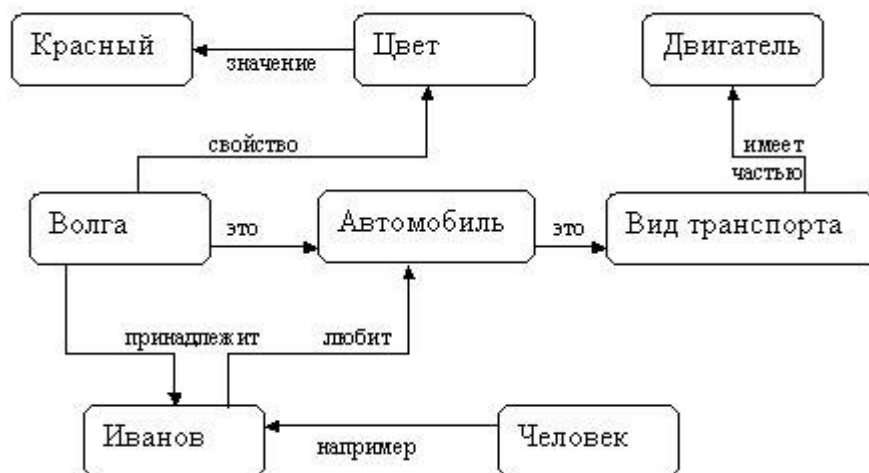 Красный
Цвет
Двигатель
значение
свойство
имеет
частью
Волга
это
Автомобиль
это
Вид транспорта
принадлежит
любит
Иванов
например
Человек